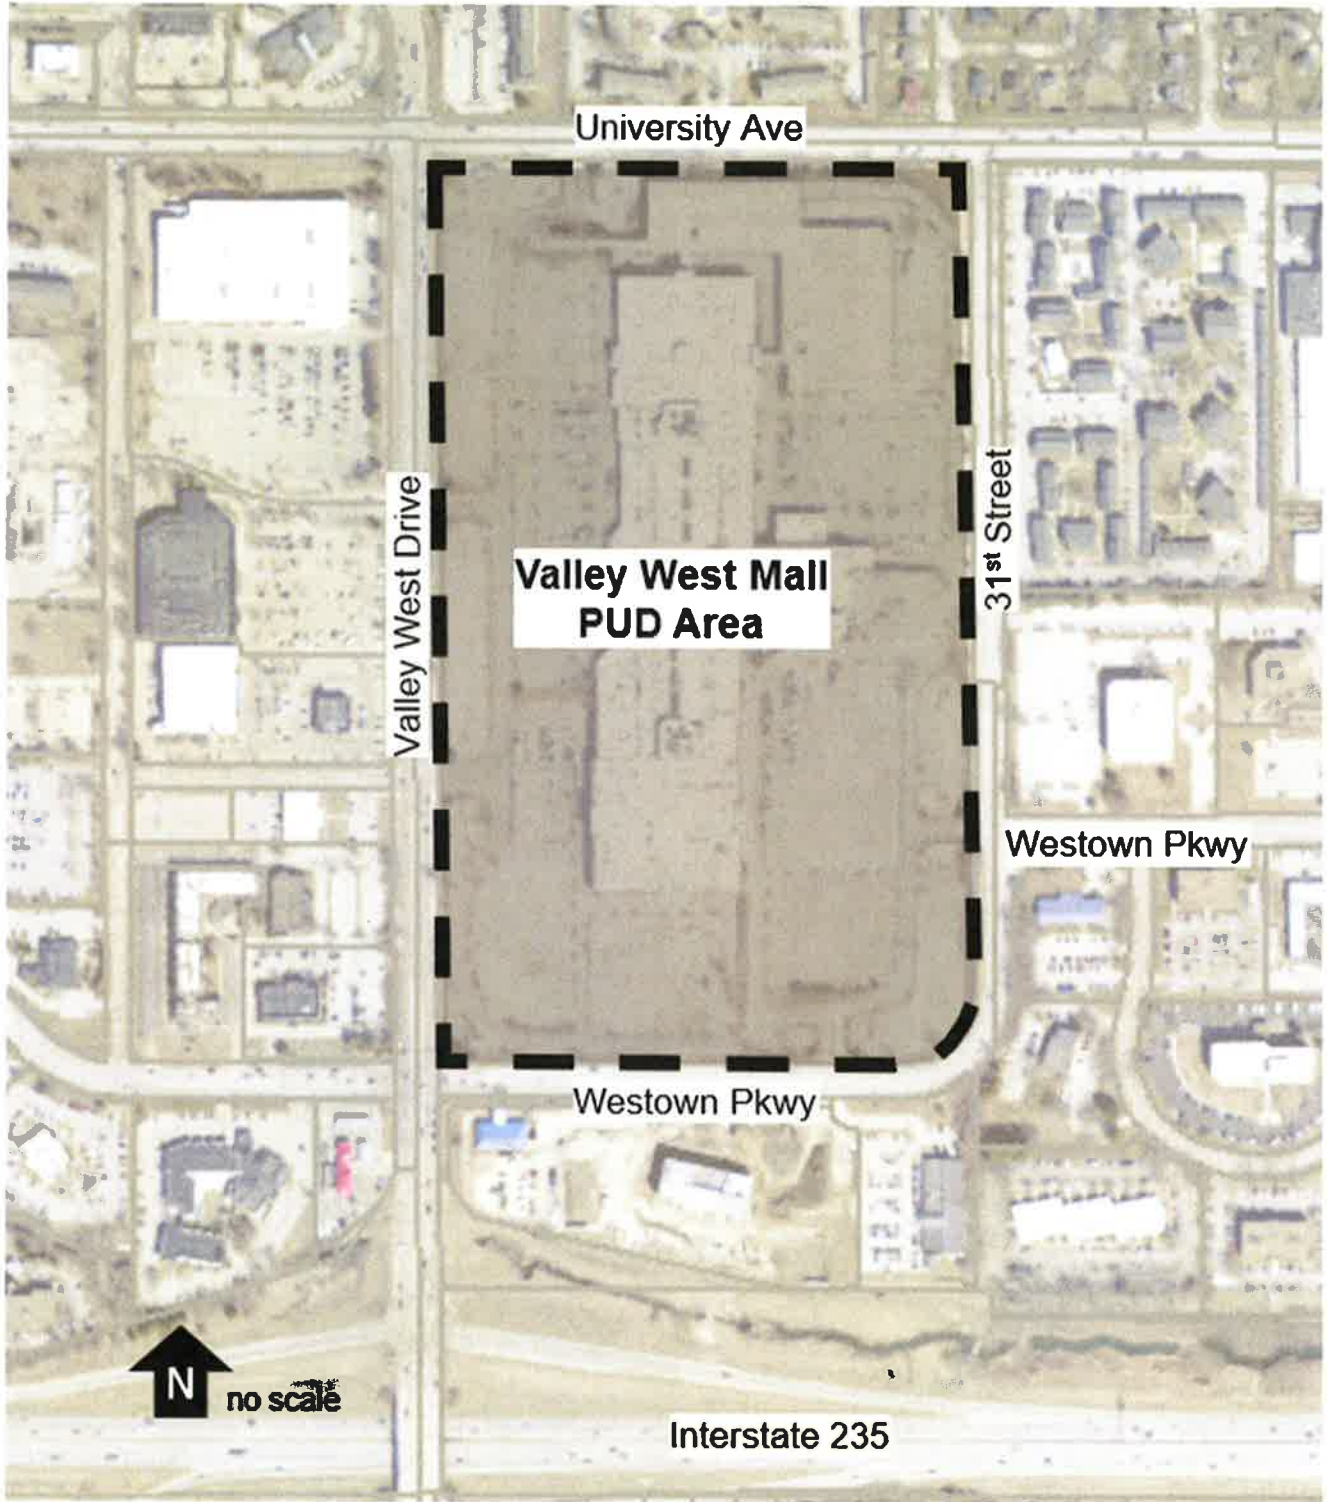 University Ave
Valley West Drive
31st Street
Valley West Mall
PUD Area
Westown Pkwy
Westown Pkwy
N
no scale
Interstate 235